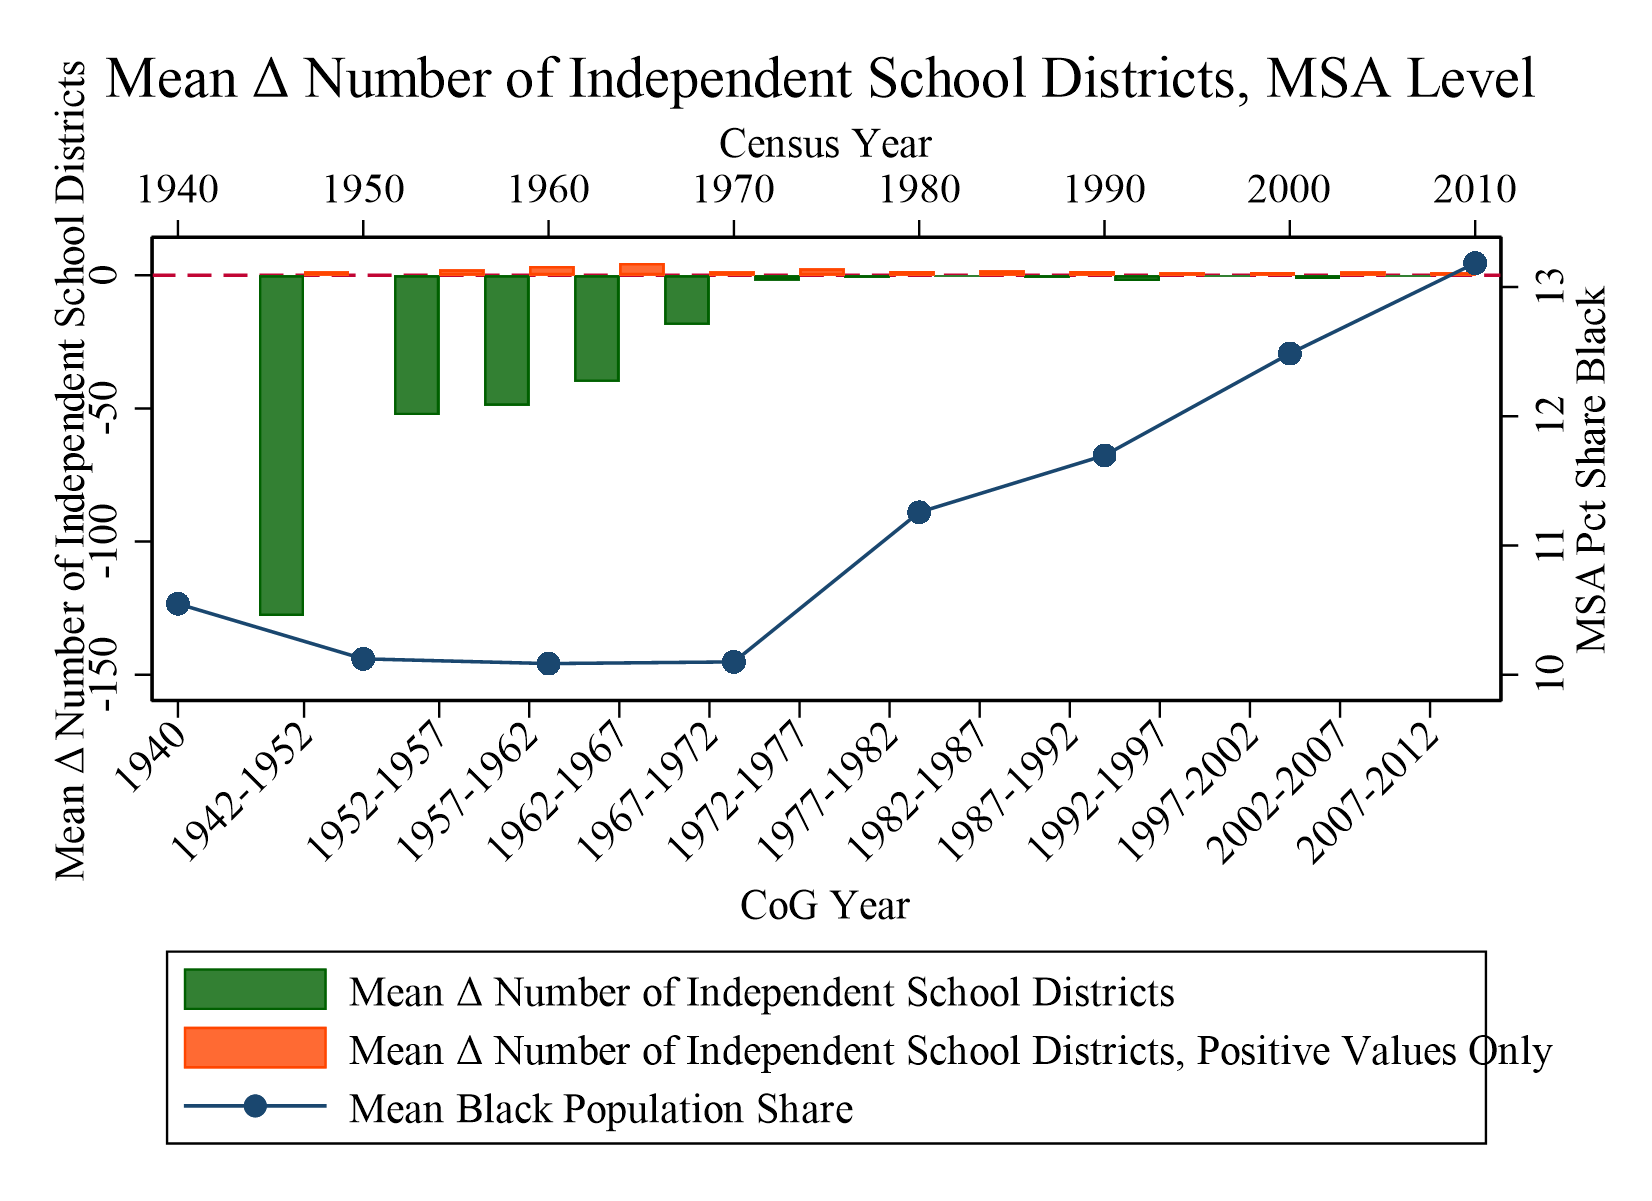 Mean Δ Number of Independent School Districts, MSA Level
Census Year
1940 1950 1960 1970 1980 1990 2000 2010
Mean Δ Number of Independent School Districts
0
-50
-100
-150
13
12
11
10
MSA Pct Share Black
1940 1942-1952 1952-1957 1957-1962 1962-1967 1967-1972 1972-1977 1977-1982 1982-1987 1987-1992 1992-1997 1997-2002 2002-2007 2007-2012
CoG Year
Mean Δ Number of Independent School Districts
Mean Δ Number of Independent School Districts, Positive Values Only
Mean Black Population Share